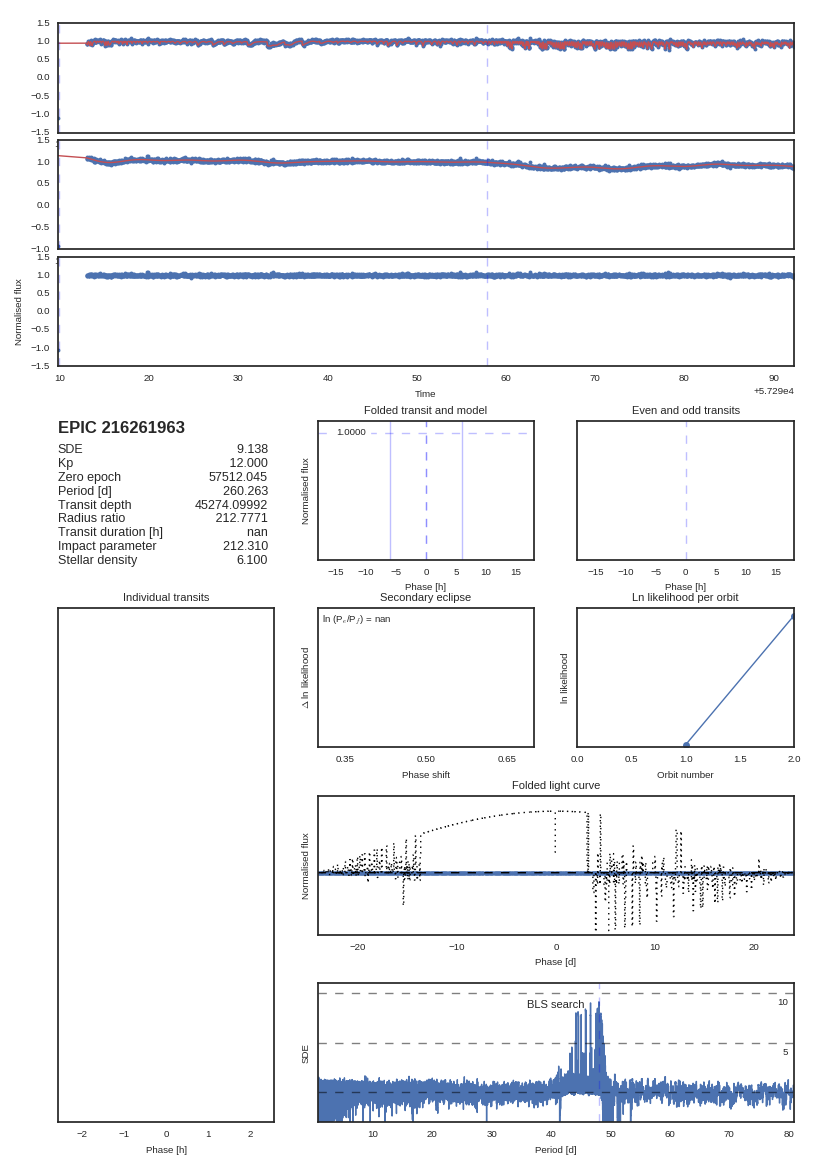 1.5
1.0
0.5
0.0
−0.5
−1.0
−1.5
1.5
1.0
0.5
0.0
−0.5
−1.0
1.5
1.0
0.5
0.0
−0.5
−1.0
−1.5
Normalised flux
10 20 30 40 50 60 70 80 90
Time
+5.729e4
EPIC 216261963
SDE 9.138
Kp 12.000
Zero epoch 57512.045
Period [d] 260.263
Transit depth 45274.09992
Radius ratio 212.7771
Transit duration [h] nan
Impact parameter 212.310
Stellar density 6.100
Folded transit and model
1.0000
Normalised flux
−15 −10 −5 0 5 10 15
Phase [h]
Even and odd transits
−15 −10 −5 0 5 10 15
Phase [h]
Individual transits
−2 −1 0 1 2
Phase [h]
Secondary eclipse
ln (Pₑ/P_f) = nan
Δ ln likelihood
0.35 0.50 0.65
Phase shift
Ln likelihood per orbit
ln likelihood
0.0 0.5 1.0 1.5 2.0
Orbit number
Folded light curve
Normalised flux
−20 −10 0 10 20
Phase [d]
BLS search
10
5
SDE
10 20 30 40 50 60 70 80
Period [d]